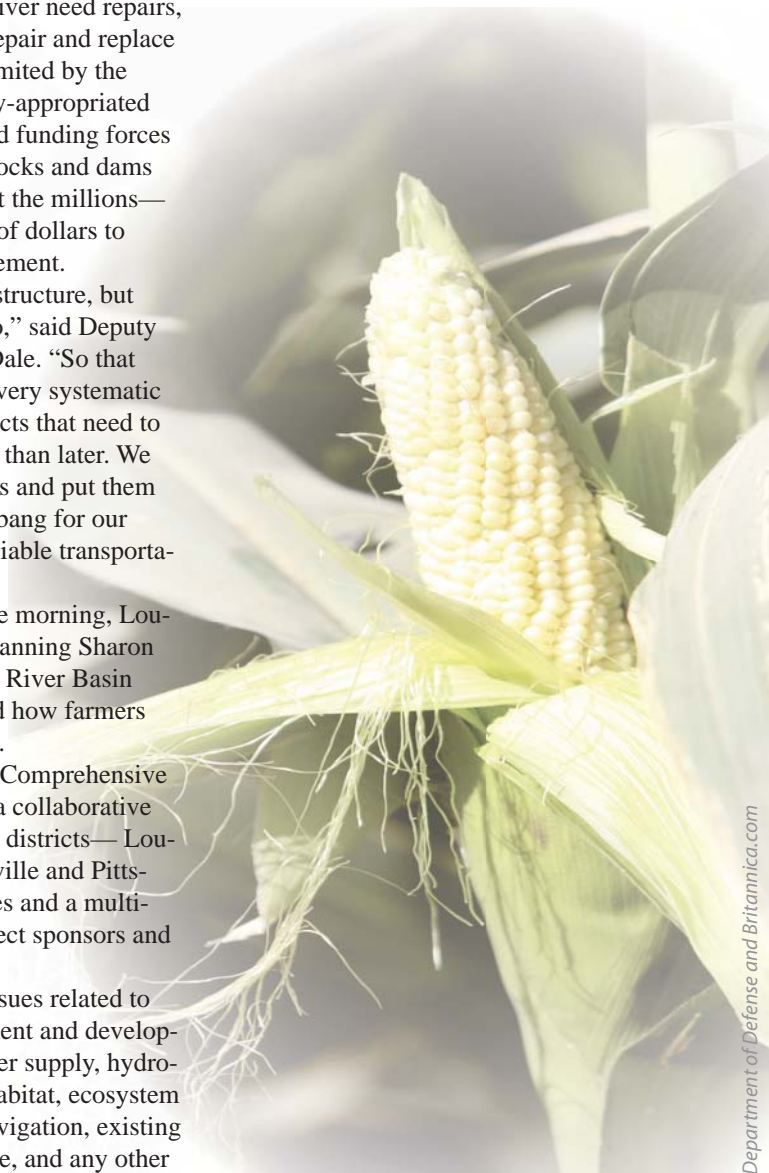 iver need repairs,
epair and replace
mited by the
y-appropriated
d funding forces
ocks and dams
t the millions—
of dollars to
ement.
structure, but
o,” said Deputy
Dale. “So that
very systematic
cts that need to
than later. We
s and put them
bang for our
iable transporta-
e morning, Lou-
anning Sharon
River Basin
d how farmers
.
Comprehensive
a collaborative
districts— Lou-
ville and Pitts-
es and a multi-
ect sponsors and
sues related to
ent and develop-
er supply, hydro-
abitat, ecosystem
vigation, existing
e, and any other
Department of Defense and Britannica.com